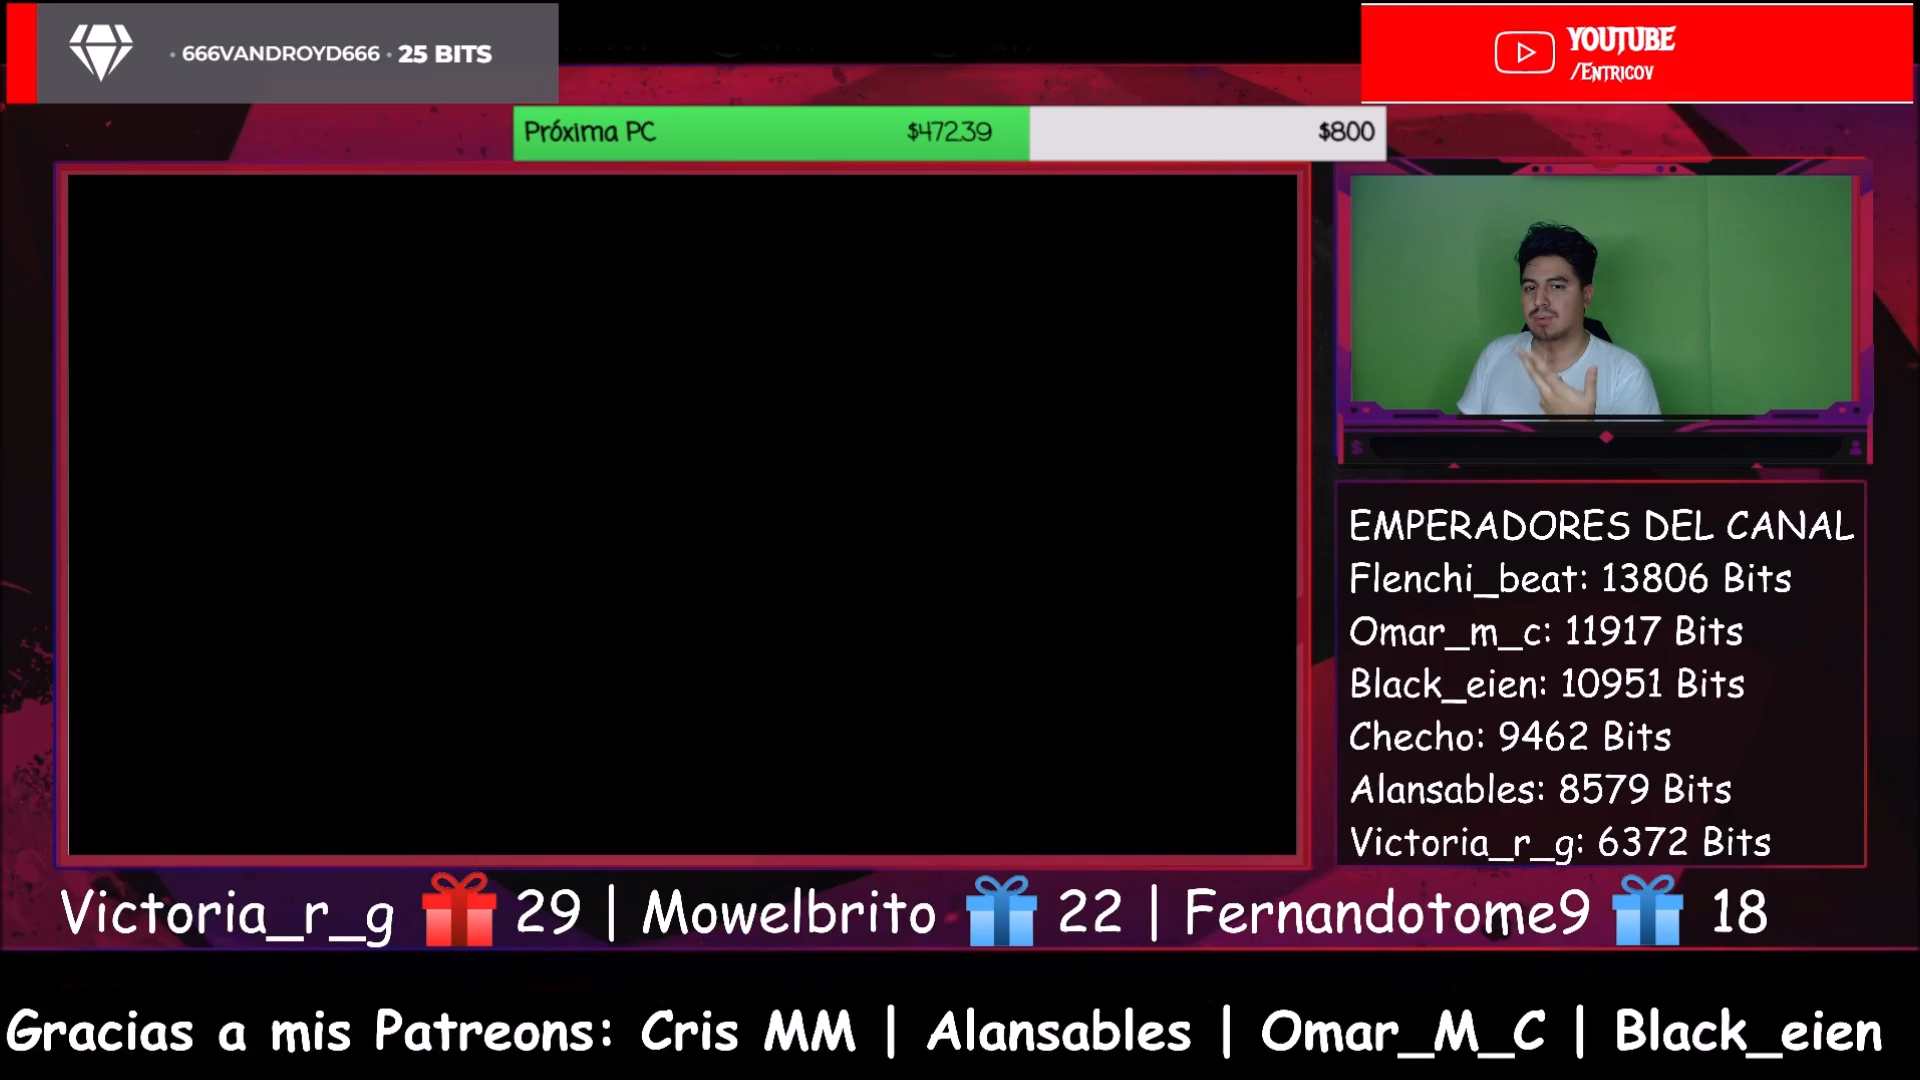 · 666VANDROYD666 · 25 BITS
YOUTUBE
/ENTRICOV
Próxima PC $472.39 $800
EMPERADORES DEL CANAL
Flenchi_beat: 13806 Bits
Omar_m_c: 11917 Bits
Black_eien: 10951 Bits
Checho: 9462 Bits
Alansables: 8579 Bits
Victoria_r_g: 6372 Bits
Victoria_r_g 29 | Mowelbrito 22 | Fernandotome9 18
Gracias a mis Patreons: Cris MM | Alansables | Omar_M_C | Black_eien